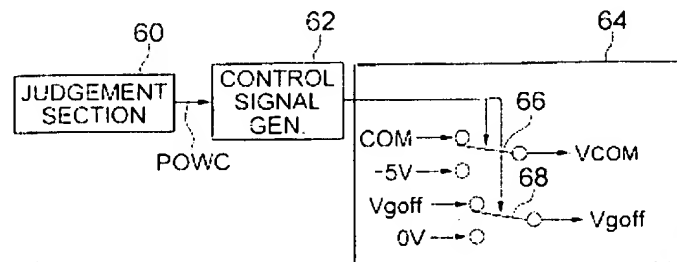 60
62
64
JUDGEMENT
SECTION
CONTROL
SIGNAL
GEN.
POWC
66
COM
VCOM
-5V
68
Vgoff
Vgoff
0V